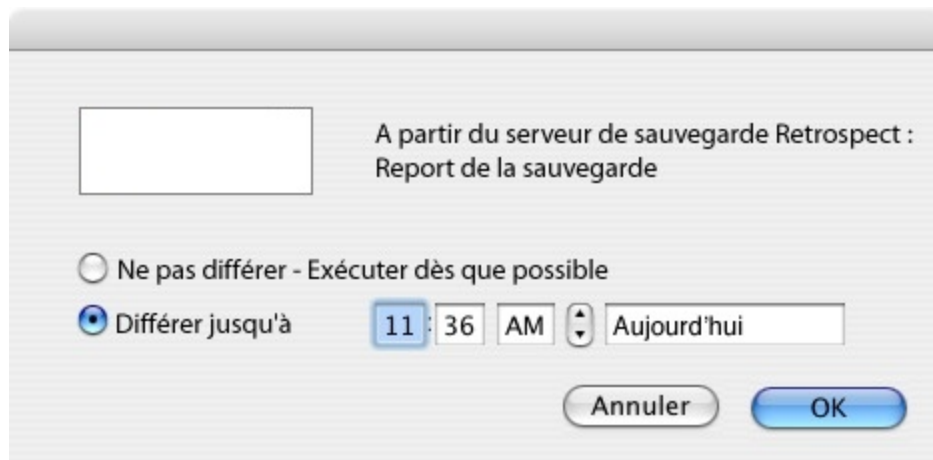 A partir du serveur de sauvegarde Retrospect :
Report de la sauvegarde
Ne pas différer - Exécuter dès que possible
Différer jusqu'à 11 : 36 AM Aujourd'hui
Annuler OK